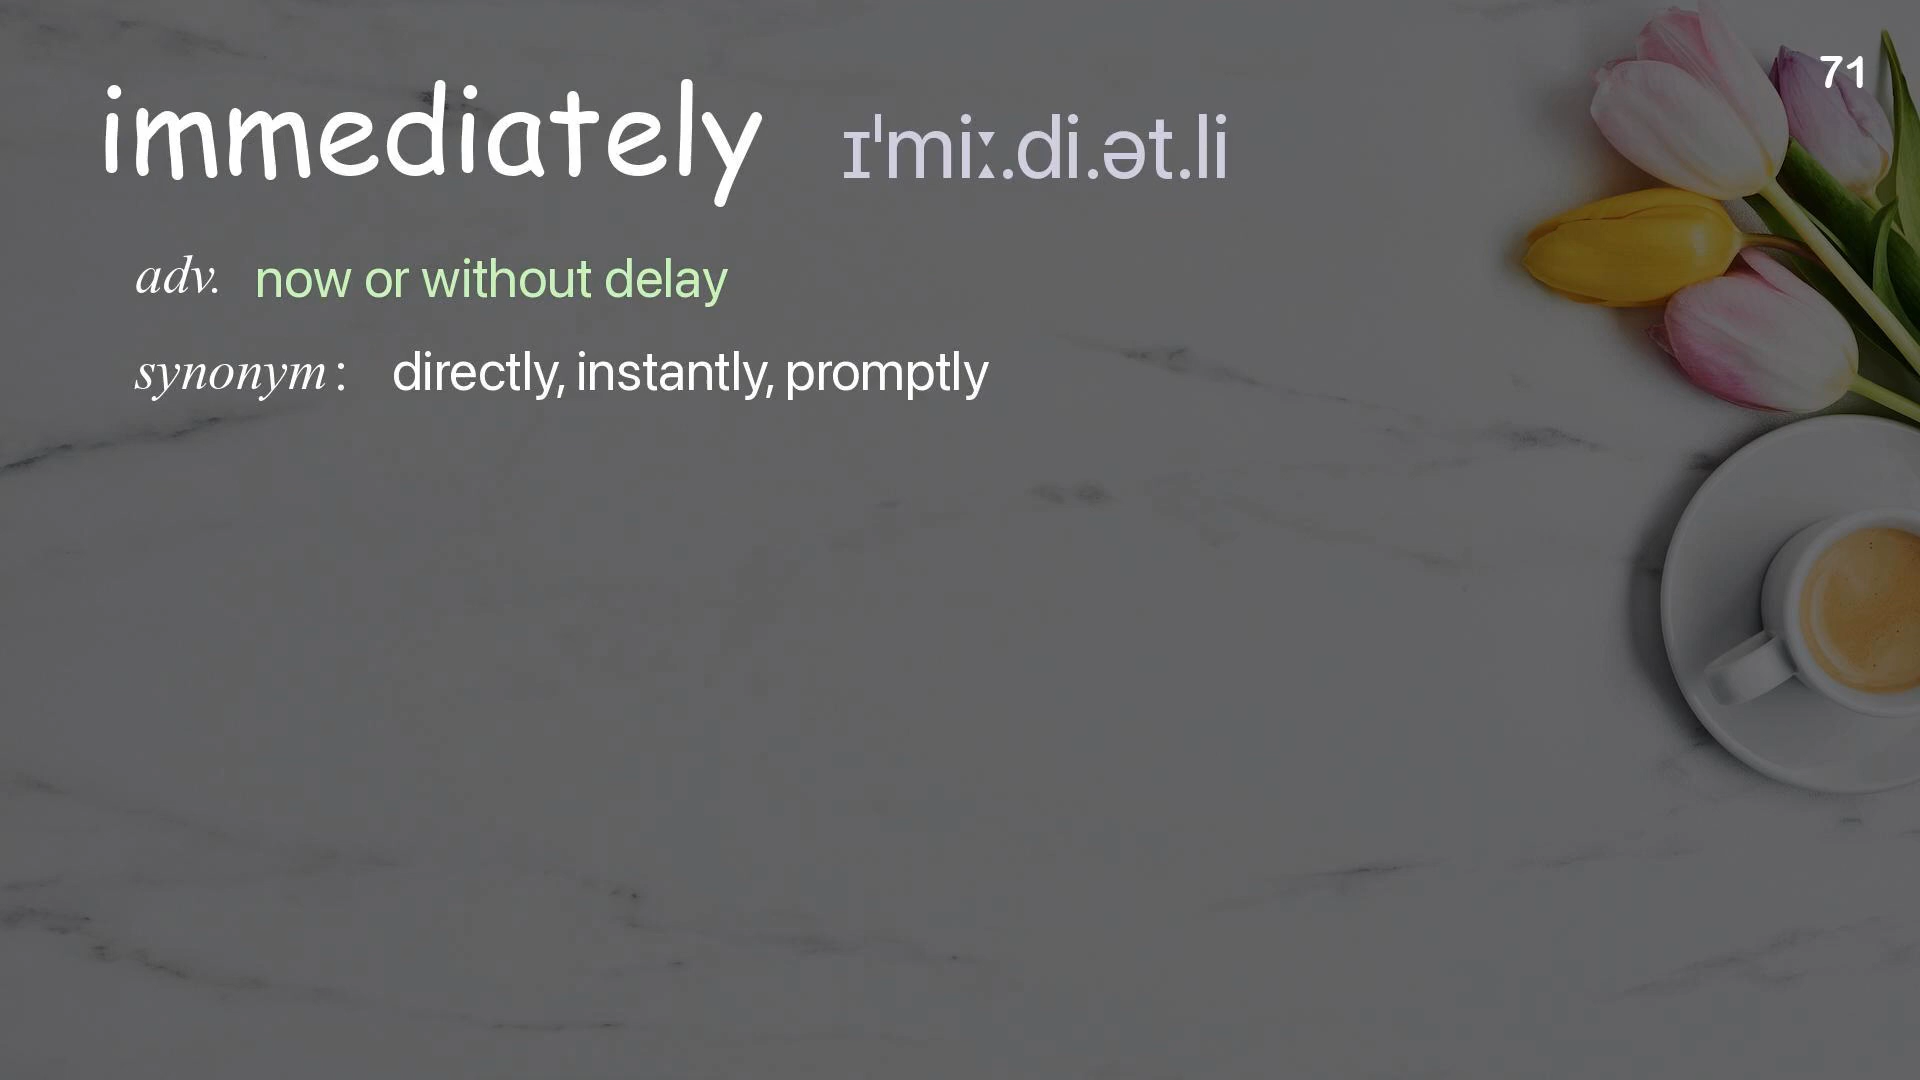 71
immediately ɪˈmiː.di.ət.li
adv. now or without delay
synonym : directly, instantly, promptly